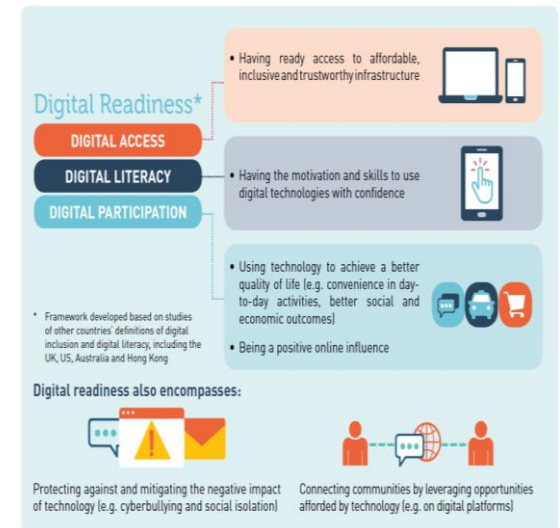 Digital Readiness*
DIGITAL ACCESS
DIGITAL LITERACY
DIGITAL PARTICIPATION
• Having ready access to affordable,
inclusive and trustworthy infrastructure
• Having the motivation and skills to use
digital technologies with confidence
• Using technology to achieve a better
quality of life (e.g. convenience in day-
to-day activities, better social and
economic outcomes)
• Being a positive online influence
* Framework developed based on studies
of other countries' definitions of digital
inclusion and digital literacy, including the
UK, US, Australia and Hong Kong
Digital readiness also encompasses:
Protecting against and mitigating the negative impact
of technology (e.g. cyberbullying and social isolation)
Connecting communities by leveraging opportunities
afforded by technology (e.g. on digital platforms)